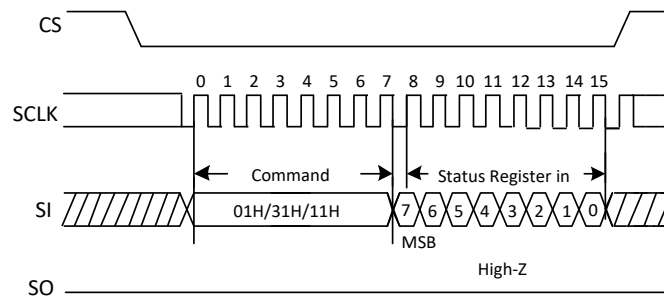 CS
0 1 2 3 4 5 6 7 8 9 10 11 12 13 14 15
SCLK
Command Status Register in
SI 01H/31H/11H 7 6 5 4 3 2 1 0
MSB
High-Z
SO